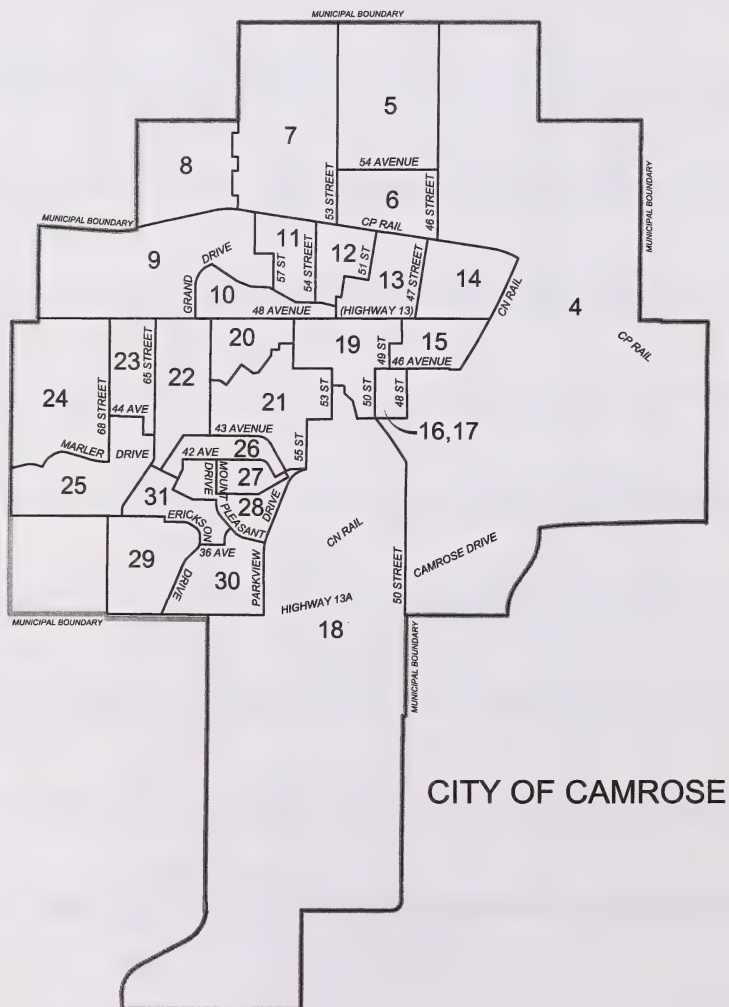 MUNICIPAL BOUNDARY
5
7
53 STREET
54 AVENUE
8
6
46 STREET
MUNICIPAL BOUNDARY
MUNICIPAL BOUNDARY
CP RAIL
9
GRAND DRIVE
11
57 ST
54 STREET
12
51 ST
13
47 STREET
14
CN RAIL
4
CP RAIL
10
48 AVENUE
(HIGHWAY 13)
20
19
49 ST
15
46 AVENUE
23
65 STREET
22
24
68 STREET
44 AVE
21
53 ST
50 ST
48 ST
16,17
43 AVENUE
55 ST
26
MARLER DRIVE
42 AVE
27
25
31
MOUNT PLEASANT DRIVE
28
ERICKSON DRIVE
36 AVE
29
30
PARKVIEW DRIVE
CN RAIL
CAMROSE DRIVE
50 STREET
HIGHWAY 13A
18
MUNICIPAL BOUNDARY
MUNICIPAL BOUNDARY
CITY OF CAMROSE